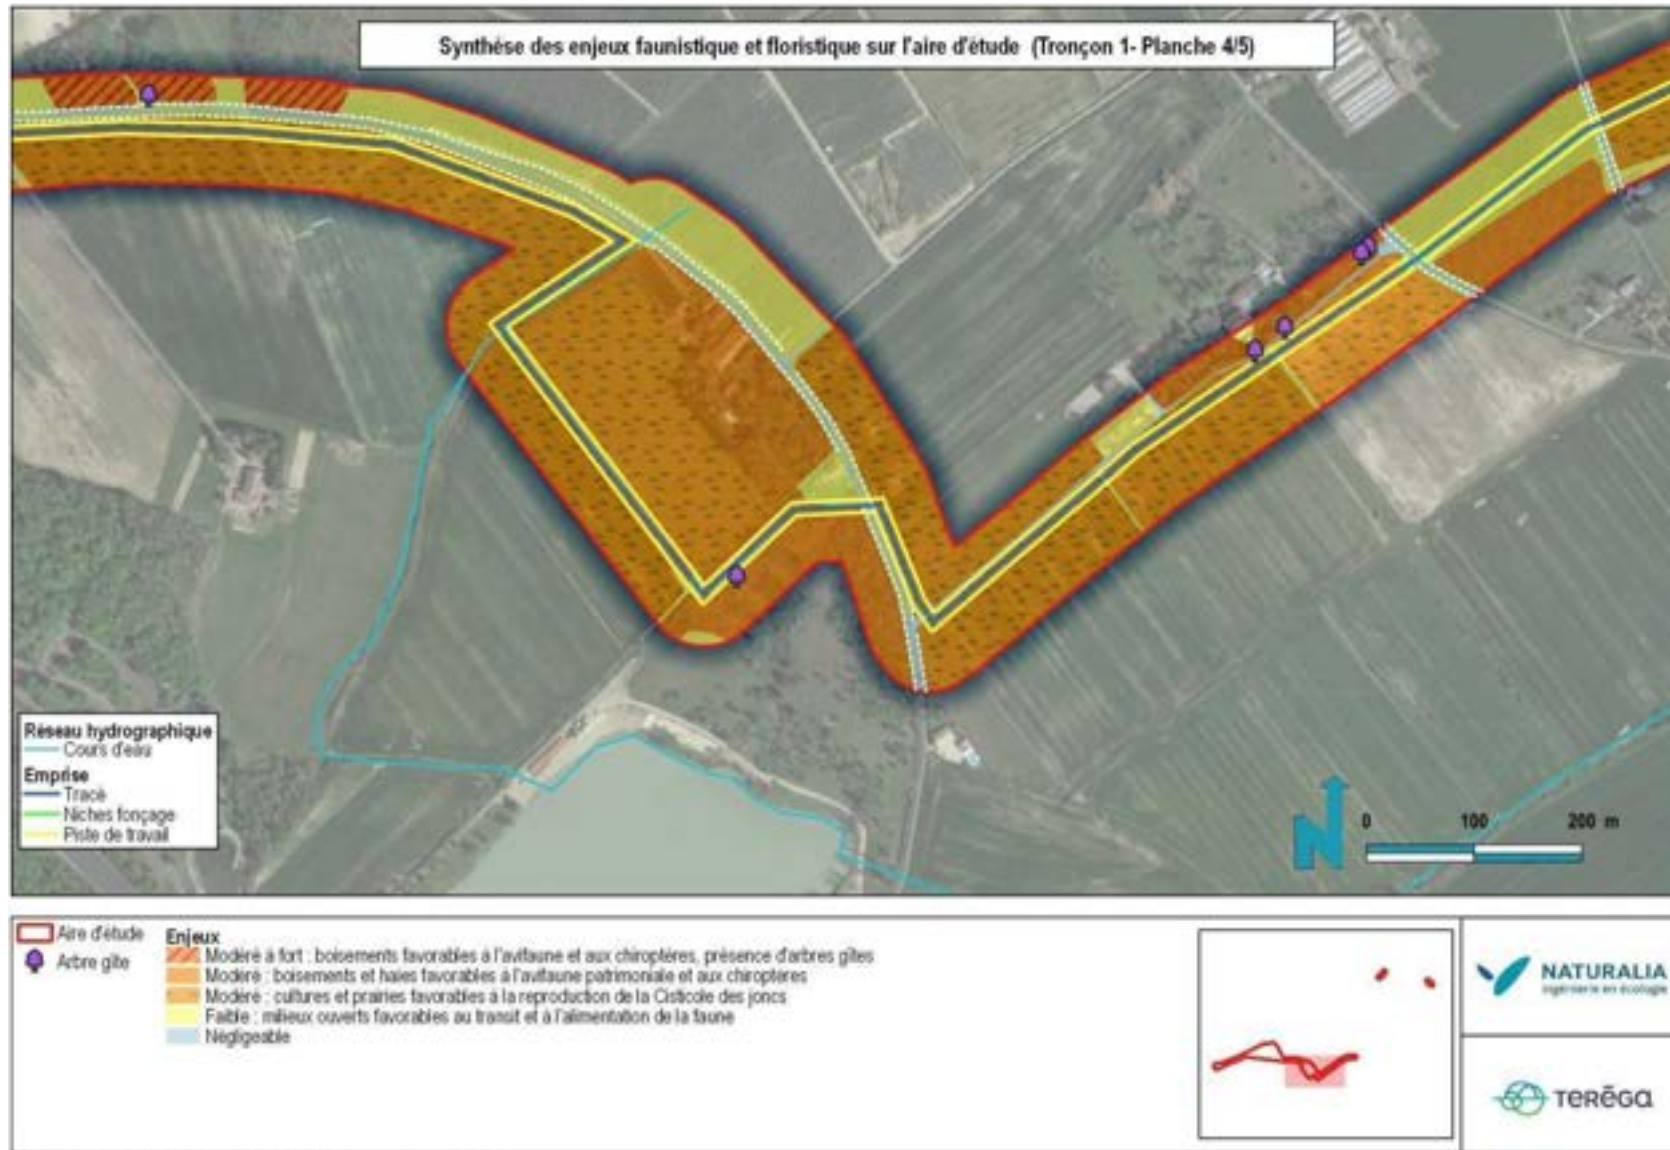 Synthèse des enjeux faunistique et floristique sur l'aire d'étude (Tronçon 1- Planche 4/5)
Réseau hydrographique
Cours d'eau
Emprise
Tracé
Niches fonçage
Piste de travail
N
0 100 200 m
Aire d'étude
Arbre gîte
Enjeux
Modéré à fort : boisements favorables à l'avifaune et aux chiroptères, présence d'arbres gîtes
Modéré : boisements et haies favorables à l'avifaune patrimoniale et aux chiroptères
Modéré : cultures et prairies favorables à la reproduction de la Cisticole des joncs
Faible : milieux ouverts favorables au transit et à l'alimentation de la faune
Négligeable
NATURALIA
Ingénierie en écologie
TERĒGA